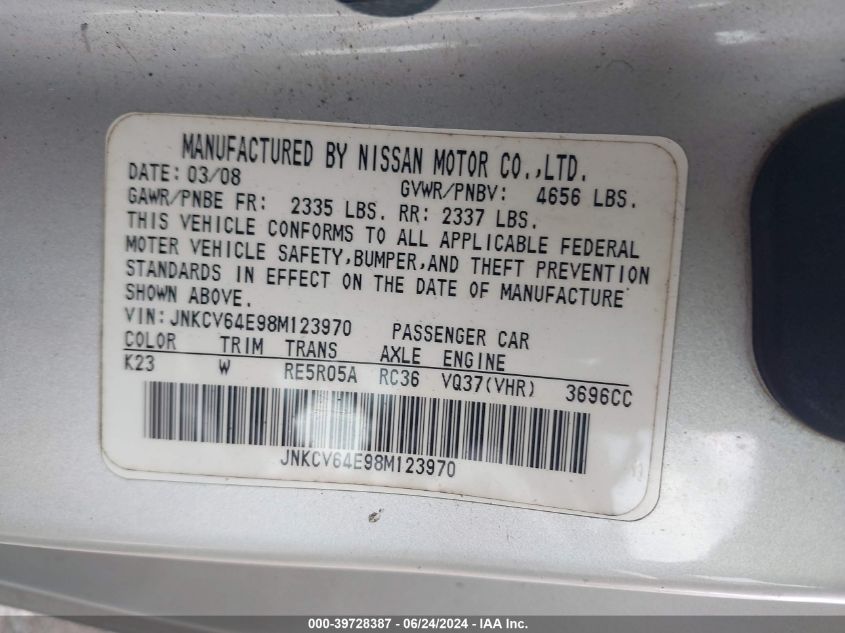 MANUFACTURED BY NISSAN MOTOR CO.,LTD.
DATE: 03/08 GVWR/PNBV: 4656 LBS.
GAWR/PNBE FR: 2335 LBS. RR: 2337 LBS.
THIS VEHICLE CONFORMS TO ALL APPLICABLE FEDERAL
MOTER VEHICLE SAFETY,BUMPER,AND THEFT PREVENTION
STANDARDS IN EFFECT ON THE DATE OF MANUFACTURE
SHOWN ABOVE.
VIN:JNKCV64E98M123970 PASSENGER CAR
COLOR TRIM TRANS AXLE ENGINE
K23 W RE5R05A RC36 VQ37(VHR) 3696CC
JNKCV64E98M123970
000-39728387 - 06/24/2024 - IAA Inc.